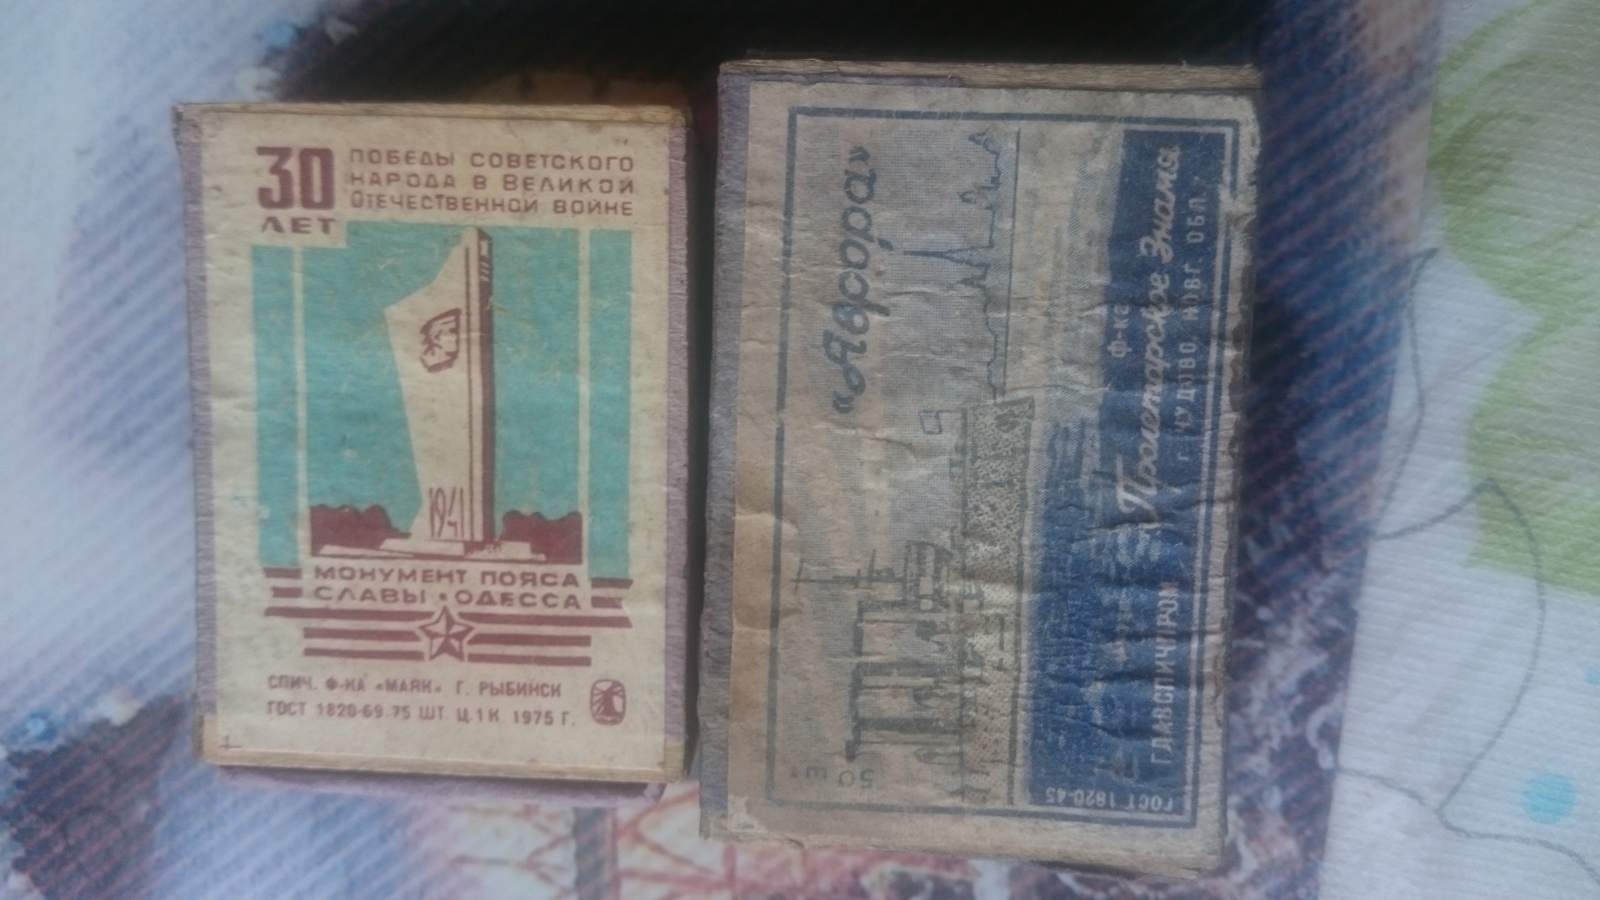 30
ЛЕТ
ПОБЕДЫ СОВЕТСКОГО
НАРОДА В ВЕЛИКОЙ
ОТЕЧЕСТВЕННОЙ ВОЙНЕ
1941
МОНУМЕНТ ПОЯСА
СЛАВЫ • ОДЕССА
СПИЧ. Ф-КА «МАЯК» Г. РЫБИНСК
ГОСТ 1820-69. 75 ШТ. Ц. 1 К. 1975 Г.
«Аврора»
50 Ш
ф-ка
Пролетарское Знамя
ГЛАВСПИЧПРОМ г. ЧУДОВО, НОВГ. ОБЛ.
ГОСТ 1820-45